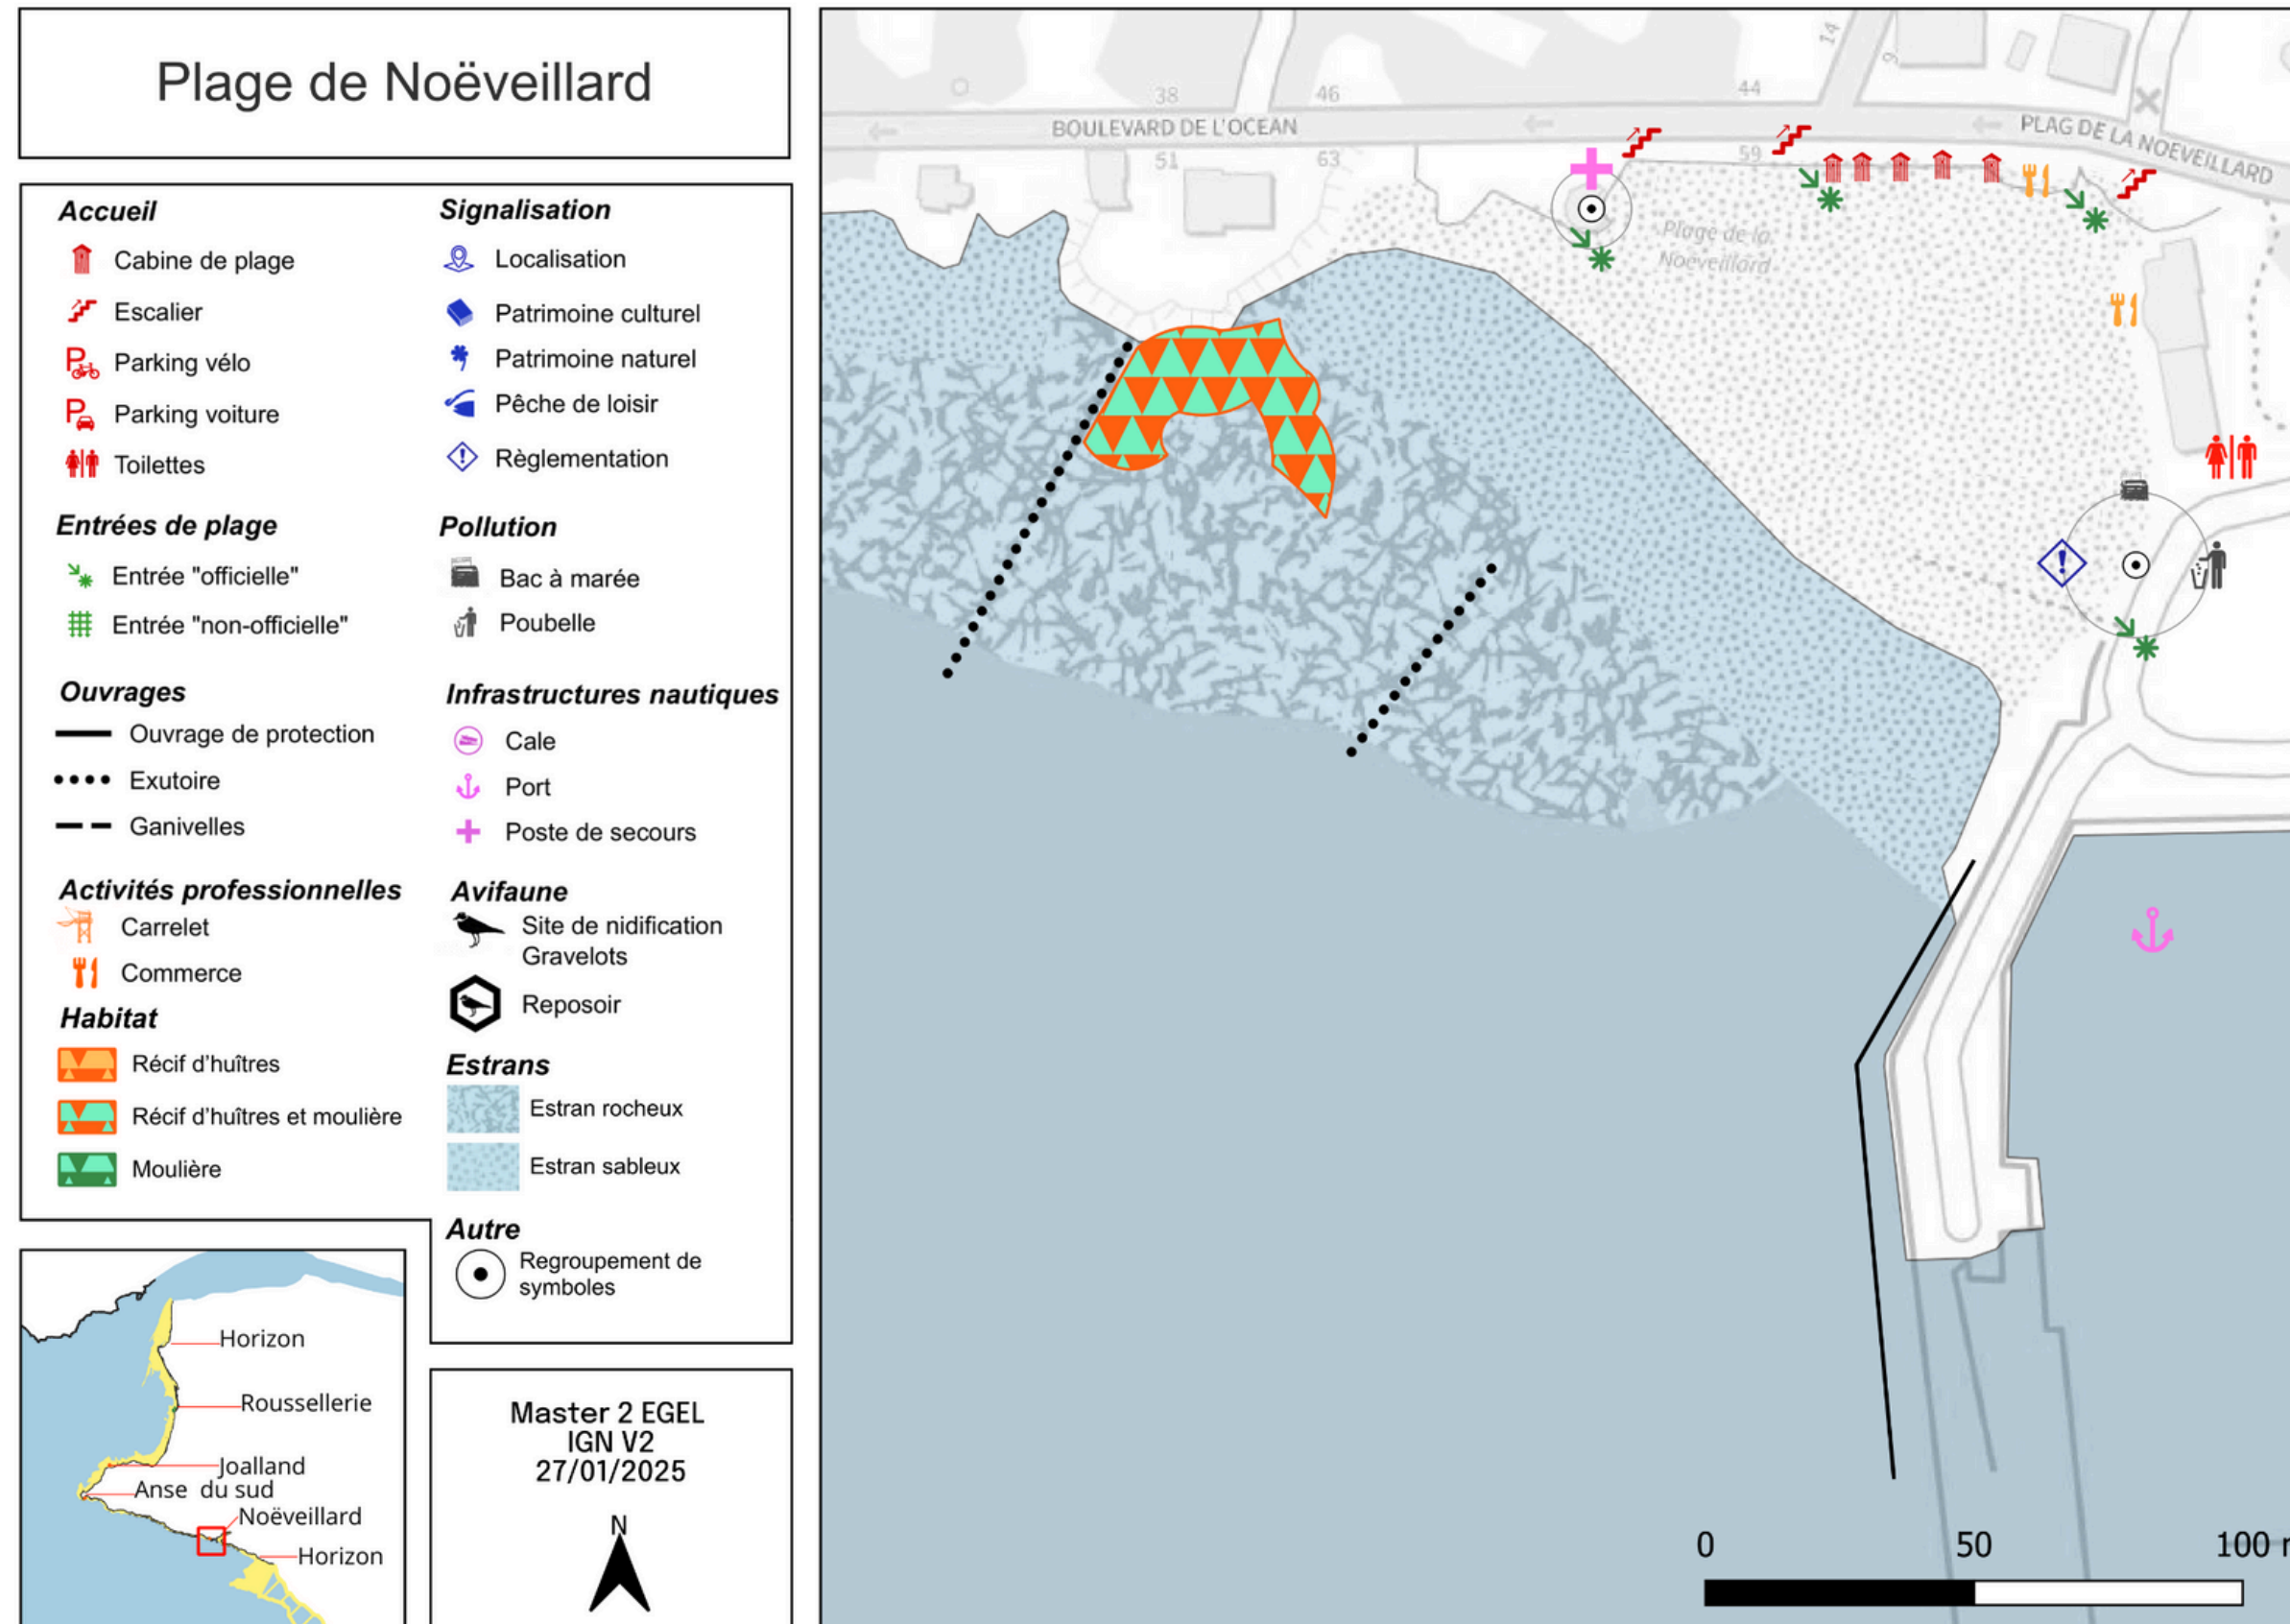 Plage de Noëveillard
Accueil
Cabine de plage
Escalier
Parking vélo
Parking voiture
Toilettes
Entrées de plage
Entrée "officielle"
Entrée "non-officielle"
Ouvrages
Ouvrage de protection
Exutoire
Ganivelles
Activités professionnelles
Carrelet
Commerce
Habitat
Récif d'huîtres
Récif d'huîtres et moulière
Moulière
Signalisation
Localisation
Patrimoine culturel
Patrimoine naturel
Pêche de loisir
Règlementation
Pollution
Bac à marée
Poubelle
Infrastructures nautiques
Cale
Port
Poste de secours
Avifaune
Site de nidification
Gravelots
Reposoir
Estrans
Estran rocheux
Estran sableux
Autre
Regroupement de
symboles
Horizon
Roussellerie
Joalland
Anse du sud
Noëveillard
Horizon
Master 2 EGEL
IGN V2
27/01/2025
N
14
9
38
46
44
BOULEVARD DE L'OCEAN
PLAG DE LA NOEVEILLARD
51
63
59
Plage de la
Noëveillard
0 50 100